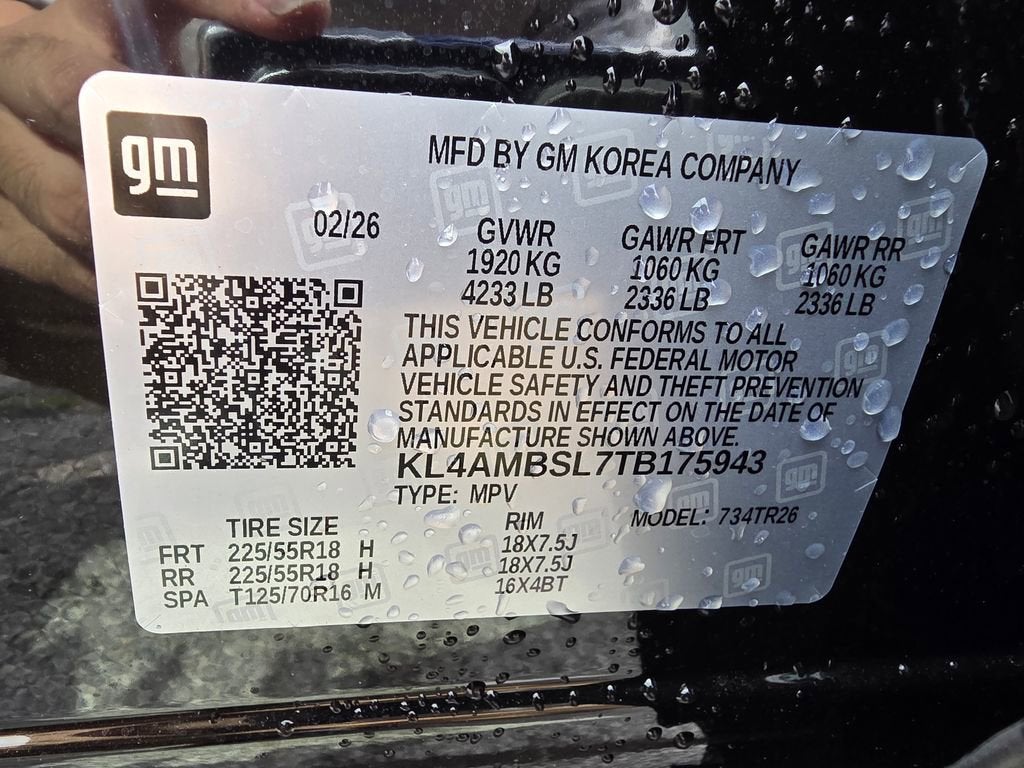 gm
MFD BY GM KOREA COMPANY
02/26
GVWR GAWR FRT GAWR RR
1920 KG 1060 KG 1060 KG
4233 LB 2336 LB 2336 LB
THIS VEHICLE CONFORMS TO ALL
APPLICABLE U.S. FEDERAL MOTOR
VEHICLE SAFETY AND THEFT PREVENTION
STANDARDS IN EFFECT ON THE DATE OF
MANUFACTURE SHOWN ABOVE.
KL4AMBSL7TB175943
TYPE: MPV MODEL: 734TR26
TIRE SIZE RIM
FRT 225/55R18 H 18X7.5J
RR 225/55R18 H 18X7.5J
SPA T125/70R16 M 16X4BT